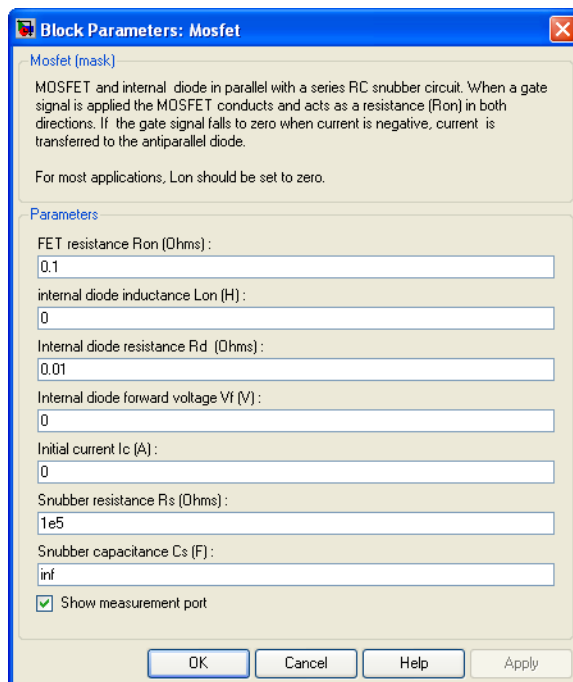 Block Parameters: Mosfet
Mosfet (mask)
MOSFET and internal diode in parallel with a series RC snubber circuit. When a gate
signal is applied the MOSFET conducts and acts as a resistance (Ron) in both
directions. If the gate signal falls to zero when current is negative, current is
transferred to the antiparallel diode.
For most applications, Lon should be set to zero.
Parameters
FET resistance Ron (Ohms) :
0.1
internal diode inductance Lon (H) :
0
Internal diode resistance Rd (Ohms) :
0.01
Internal diode forward voltage Vf (V) :
0
Initial current Ic (A) :
0
Snubber resistance Rs (Ohms) :
1e5
Snubber capacitance Cs (F) :
inf
Show measurement port
OK Cancel Help Apply